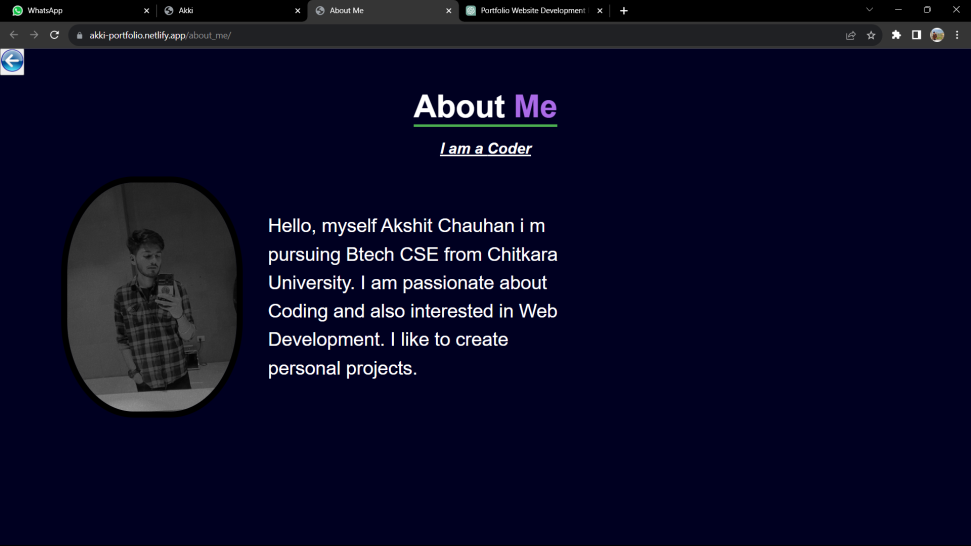 WhatsApp
Akki
About Me
Portfolio Website Development
akki-portfolio.netlify.app/about_me/
About Me
I am a Coder
Hello, myself Akshit Chauhan i m
pursuing Btech CSE from Chitkara
University. I am passionate about
Coding and also interested in Web
Development. I like to create
personal projects.